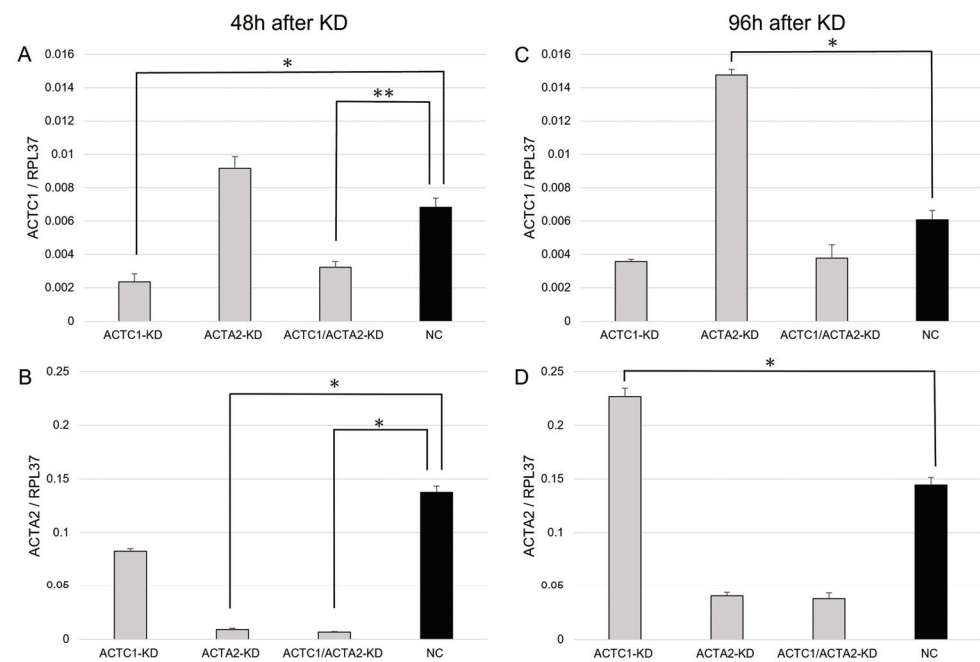 48h after KD
96h after KD
A
ACTC1 / RPL37
0.016
0.014
0.012
0.01
0.008
0.006
0.004
0.002
0
*
**
ACTC1-KD ACTA2-KD ACTC1/ACTA2-KD NC
C
ACTC1 / RPL37
0.016
0.014
0.012
0.01
0.008
0.006
0.004
0.002
0
*
ACTC1-KD ACTA2-KD ACTC1/ACTA2-KD NC
B
ACTA2 / RPL37
0.25
0.2
0.15
0.1
0.05
0
*
*
ACTC1-KD ACTA2-KD ACTC1/ACTA2-KD NC
D
ACTA2 / RPL37
0.25
0.2
0.15
0.1
0.05
0
*
ACTC1-KD ACTA2-KD ACTC1/ACTA2-KD NC